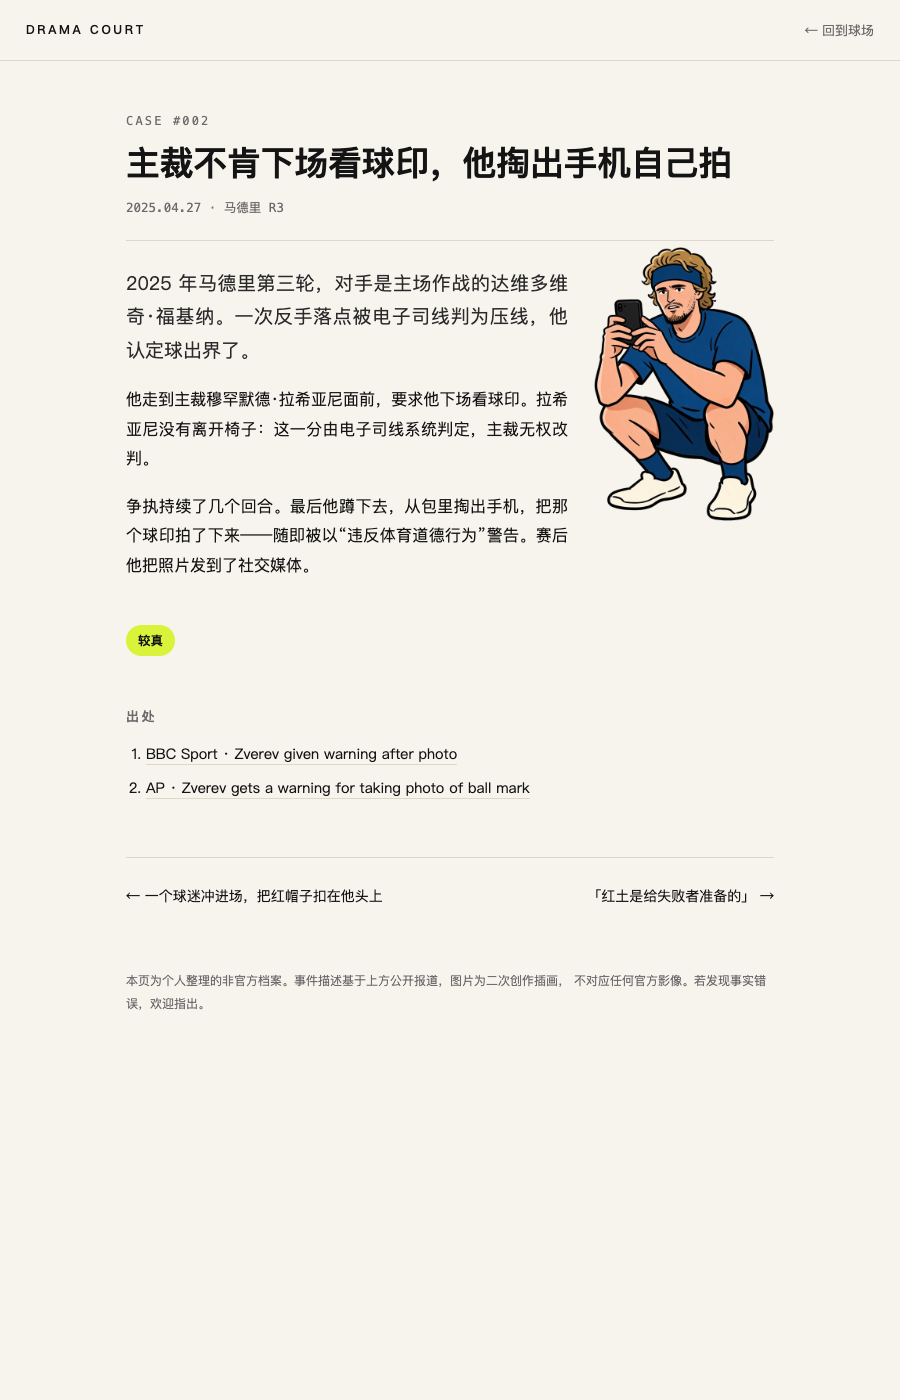 DRAMA COURT
← 回到球场
CASE #002
主裁不肯下场看球印，他掏出手机自己拍
2025.04.27 · 马德里 R3
2025 年马德里第三轮，对手是主场作战的达维多维
奇·福基纳。一次反手落点被电子司线判为压线，他
认定球出界了。
他走到主裁穆罕默德·拉希亚尼面前，要求他下场看球印。拉希
亚尼没有离开椅子：这一分由电子司线系统判定，主裁无权改
判。
争执持续了几个回合。最后他蹲下去，从包里掏出手机，把那
个球印拍了下来——随即被以“违反体育道德行为”警告。赛后
他把照片发到了社交媒体。
较真
出处
1. BBC Sport · Zverev given warning after photo
2. AP · Zverev gets a warning for taking photo of ball mark
← 一个球迷冲进场，把红帽子扣在他头上
「红土是给失败者准备的」 →
本页为个人整理的非官方档案。事件描述基于上方公开报道，图片为二次创作插画， 不对应任何官方影像。若发现事实错
误，欢迎指出。